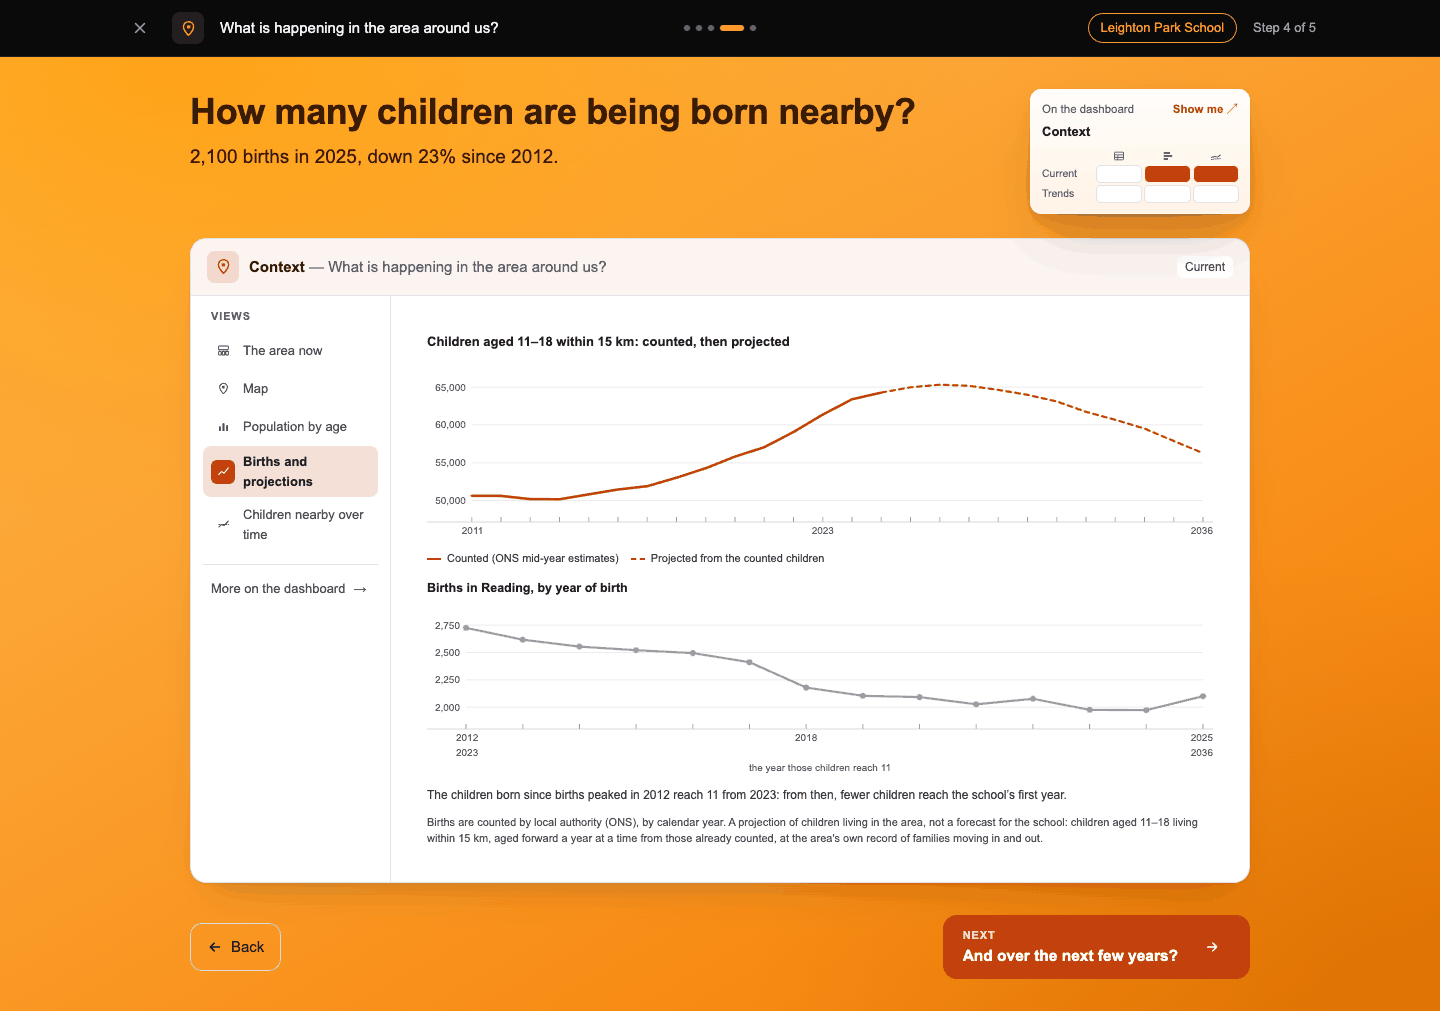 What is happening in the area around us?
Leighton Park School
Step 4 of 5
How many children are being born nearby?
2,100 births in 2025, down 23% since 2012.
On the dashboard
Show me
Context
Current
Trends
Context — What is happening in the area around us?
Current
VIEWS
The area now
Map
Population by age
Births and
projections
Children nearby over
time
More on the dashboard →
Children aged 11–18 within 15 km: counted, then projected
65,000
60,000
55,000
50,000
2011
2023
2036
Counted (ONS mid-year estimates)
Projected from the counted children
Births in Reading, by year of birth
2,750
2,500
2,250
2,000
2012
2018
2025
2023
2036
the year those children reach 11
The children born since births peaked in 2012 reach 11 from 2023: from then, fewer children reach the school's first year.
Births are counted by local authority (ONS), by calendar year. A projection of children living in the area, not a forecast for the school: children aged 11–18 living
within 15 km, aged forward a year at a time from those already counted, at the area's own record of families moving in and out.
← Back
NEXT
And over the next few years? →